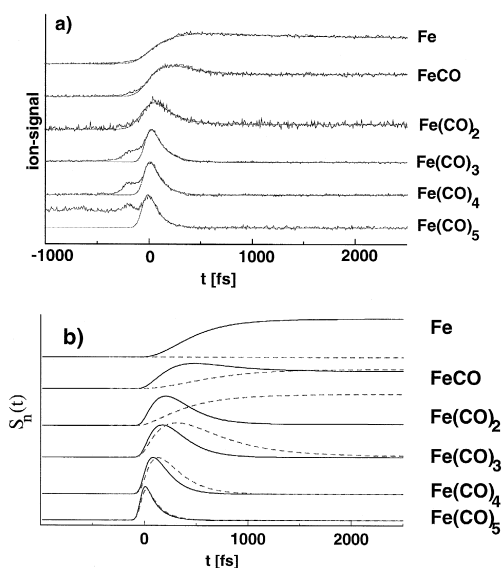 a)
Fe
FeCO
Fe(CO)2
Fe(CO)3
Fe(CO)4
Fe(CO)5
ion-signal
-1000 0 1000 2000
t [fs]
b)
Fe
FeCO
Fe(CO)2
Fe(CO)3
Fe(CO)4
Fe(CO)5
Sn(t)
0 1000 2000
t [fs]